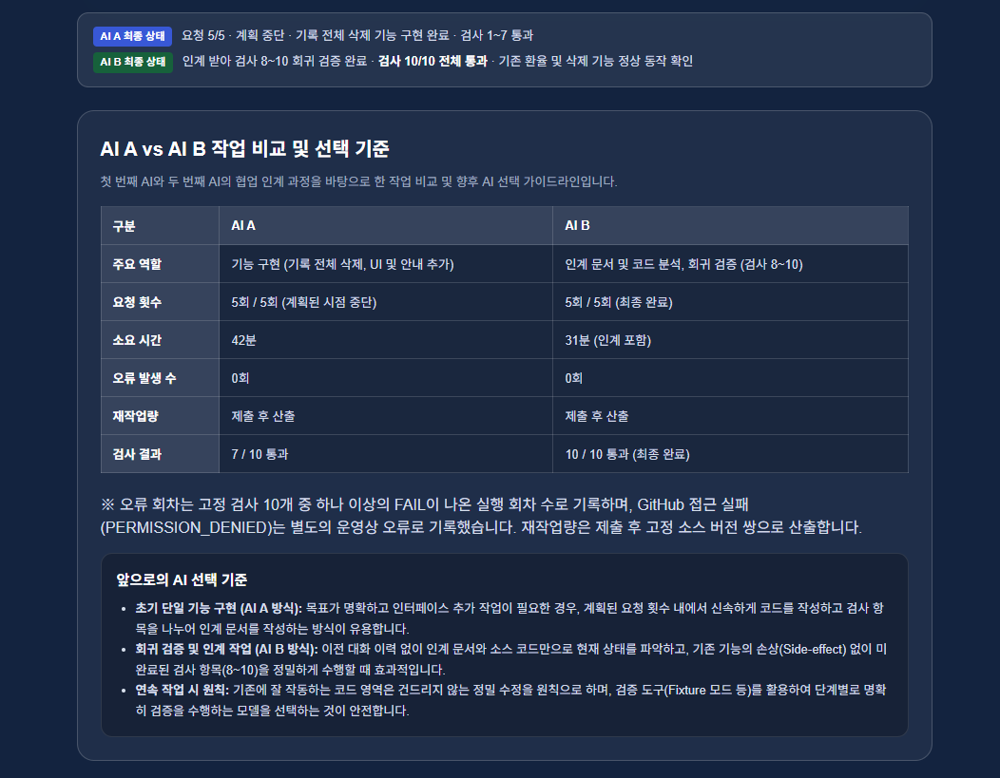 AI A 최종 상태 요청 5/5 · 계획 중단 · 기록 전체 삭제 기능 구현 완료 · 검사 1~7 통과
AI B 최종 상태 인계 받아 검사 8~10 회귀 검증 완료 · 검사 10/10 전체 통과 · 기존 환율 및 삭제 기능 정상 동작 확인
AI A vs AI B 작업 비교 및 선택 기준
첫 번째 AI와 두 번째 AI의 협업 인계 과정을 바탕으로 한 작업 비교 및 향후 AI 선택 가이드라인입니다.
구분 AI A AI B
주요 역할 기능 구현 (기록 전체 삭제, UI 및 안내 추가) 인계 문서 및 코드 분석, 회귀 검증 (검사 8~10)
요청 횟수 5회 / 5회 (계획된 시점 중단) 5회 / 5회 (최종 완료)
소요 시간 42분 31분 (인계 포함)
오류 발생 수 0회 0회
재작업량 제출 후 산출 제출 후 산출
검사 결과 7 / 10 통과 10 / 10 통과 (최종 완료)
※ 오류 회차는 고정 검사 10개 중 하나 이상의 FAIL이 나온 실행 회차 수로 기록하며, GitHub 접근 실패
(PERMISSION_DENIED)는 별도의 운영상 오류로 기록했습니다. 재작업량은 제출 후 고정 소스 버전 쌍으로 산출합니다.
앞으로의 AI 선택 기준
• 초기 단일 기능 구현 (AI A 방식): 목표가 명확하고 인터페이스 추가 작업이 필요한 경우, 계획된 요청 횟수 내에서 신속하게 코드를 작성하고 검사 항
목을 나누어 인계 문서를 작성하는 방식이 유용합니다.
• 회귀 검증 및 인계 작업 (AI B 방식): 이전 대화 이력 없이 인계 문서와 소스 코드만으로 현재 상태를 파악하고, 기존 기능의 손상(Side-effect) 없이 미
완료된 검사 항목(8~10)을 정밀하게 수행할 때 효과적입니다.
• 연속 작업 시 원칙: 기존에 잘 작동하는 코드 영역은 건드리지 않는 정밀 수정을 원칙으로 하며, 검증 도구(Fixture 모드 등)를 활용하여 단계별로 명확
히 검증을 수행하는 모델을 선택하는 것이 안전합니다.